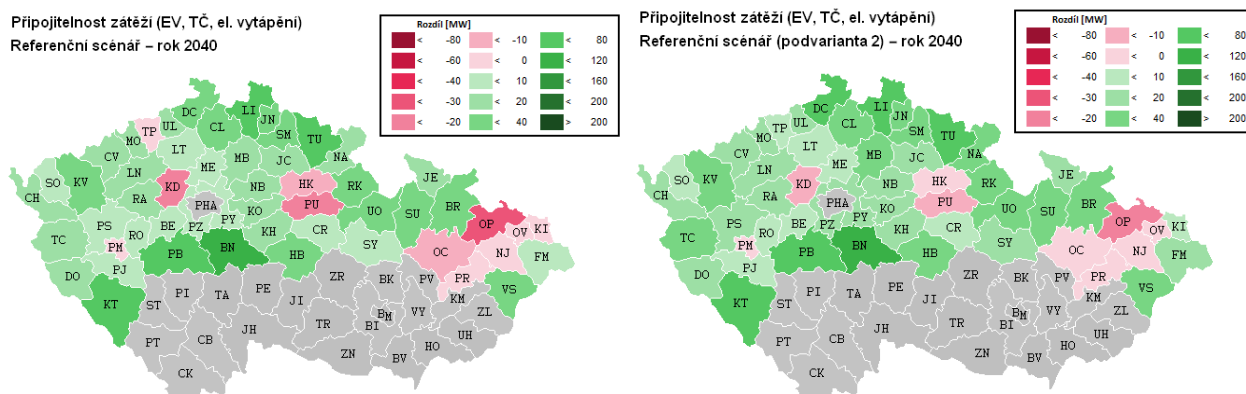 Připojitelnost zátěží (EV, TČ, el. vytápění)
Referenční scénář – rok 2040
Rozdíl [MW]
< -80 < -10 < 80
< -60 < 0 < 120
< -40 < 10 < 160
< -30 < 20 < 200
< -20 < 40 > 200
DC LI JN
TP UL CL SM TU
MO LT
CV ME MB JC NA
SO KV LN KD HK RK JE
CH RA PHA NB PU
PS BE PZ PY KO UO SU BR OP
TC RO KH CR OV KI
PM BN SY OC NJ
DO PJ PB HB FM
KT ZR BK PV PR VS
ST PI TA PE JI KM
BM VY ZL
PT CB JH TR BI UH
ZN BV HO
CK
Připojitelnost zátěží (EV, TČ, el. vytápění)
Referenční scénář (podvarianta 2) – rok 2040
Rozdíl [MW]
< -80 < -10 < 80
< -60 < 0 < 120
< -40 < 10 < 160
< -30 < 20 < 200
< -20 < 40 > 200
DC LI JN
TP UL CL SM TU
MO LT
CV ME MB JC NA
SO KV LN KD HK RK JE
CH RA PHA NB PU
PS BE PZ PY KO UO SU BR OP
TC RO KH CR OV KI
PM BN SY OC NJ
DO PJ PB HB FM
KT ZR BK PV PR VS
ST PI TA PE JI KM
BM VY ZL
PT CB JH TR BI UH
ZN BV HO
CK